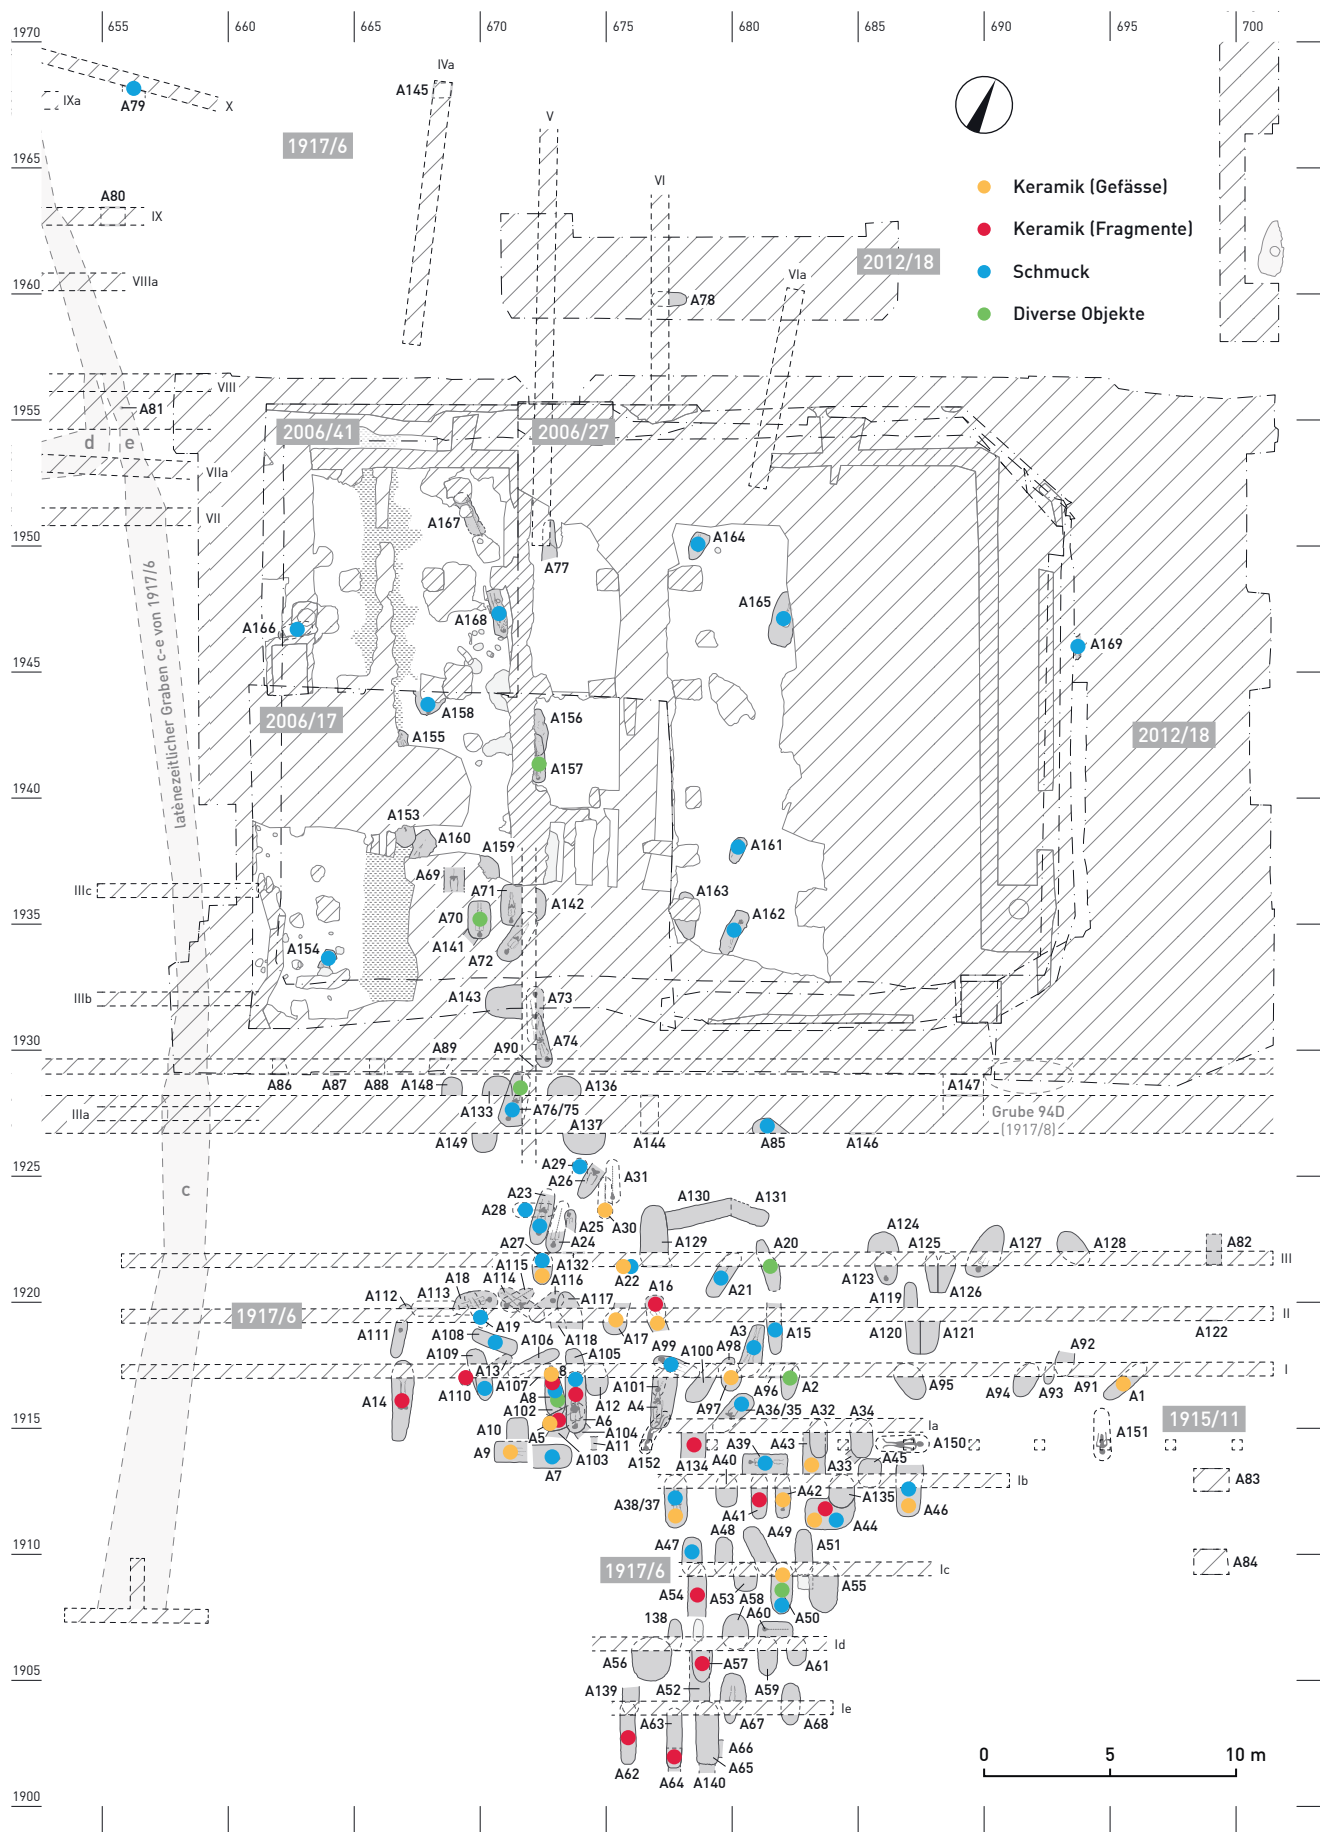 655 660 665 670 675 680 685 690 695 700
1970
IVa
A145
IXa A79 X
V
1917/6
Keramik (Gefässe)
Keramik (Fragmente)
Schmuck
Diverse Objekte
1965
VI
A80
IX
2012/18
VIIIa
VIa
1960
A78
VIII
1955
A81
2006/41
2006/27
d e
VIIa
VII
A167
1950
A77
A164
A165
A168
A166
A169
1945
latènezeitlicher Graben c-e von 1917/6
2006/17
A158
A156
A155
2012/18
A157
1940
A153
A160
A159
A161
A69
A71
IIIc
A142
A163
A70
A162
1935
A141
A72
A154
IIIb
A143
A73
A74
1930
A89
A90
A86 A87 A88 A148
A136
A147
IIIa
A133
A76/75
Grube 94D
(1917/8)
A137
A149
A144
A85
A146
1925
A29
A26
A31
c
A23
A28
A25
A30
A24
A130
A131
A129
A124
A125
A127
A128
A82
A27
A115
A132
A20
III
A18
A114
A116
A22
A16
A21
A123
A126
A119
1920
A112
A113
A117
1917/6
II
A19
A118
A17
A3
A15
A120
A121
A122
A111
A108
A106
A99
A98
A100
A92
A109
A105
I
A13
8
A14
A110
A107
A8
A101
A12
A96
A2
A95
A94
A93
A91
A1
A102
A6
A4
A97
A36/35
1915
A10
A5
A104
A32
A34
Ia
A151
1915/11
A9
A11
A103
A152
A134
A39
A43
A33
A150
A7
A40
A45
Ib
A83
A38/37
A42
A135
A41
A44
A46
1910
A47
A48
A49
A51
1917/6
Ic
A84
A54
A53
A58
A55
138
A60
A50
Id
A56
A57
A61
1905
A139
A52
A59
Ie
A63
A67
A68
A62
A66
A65
A64 A140
0 5 10 m
1900